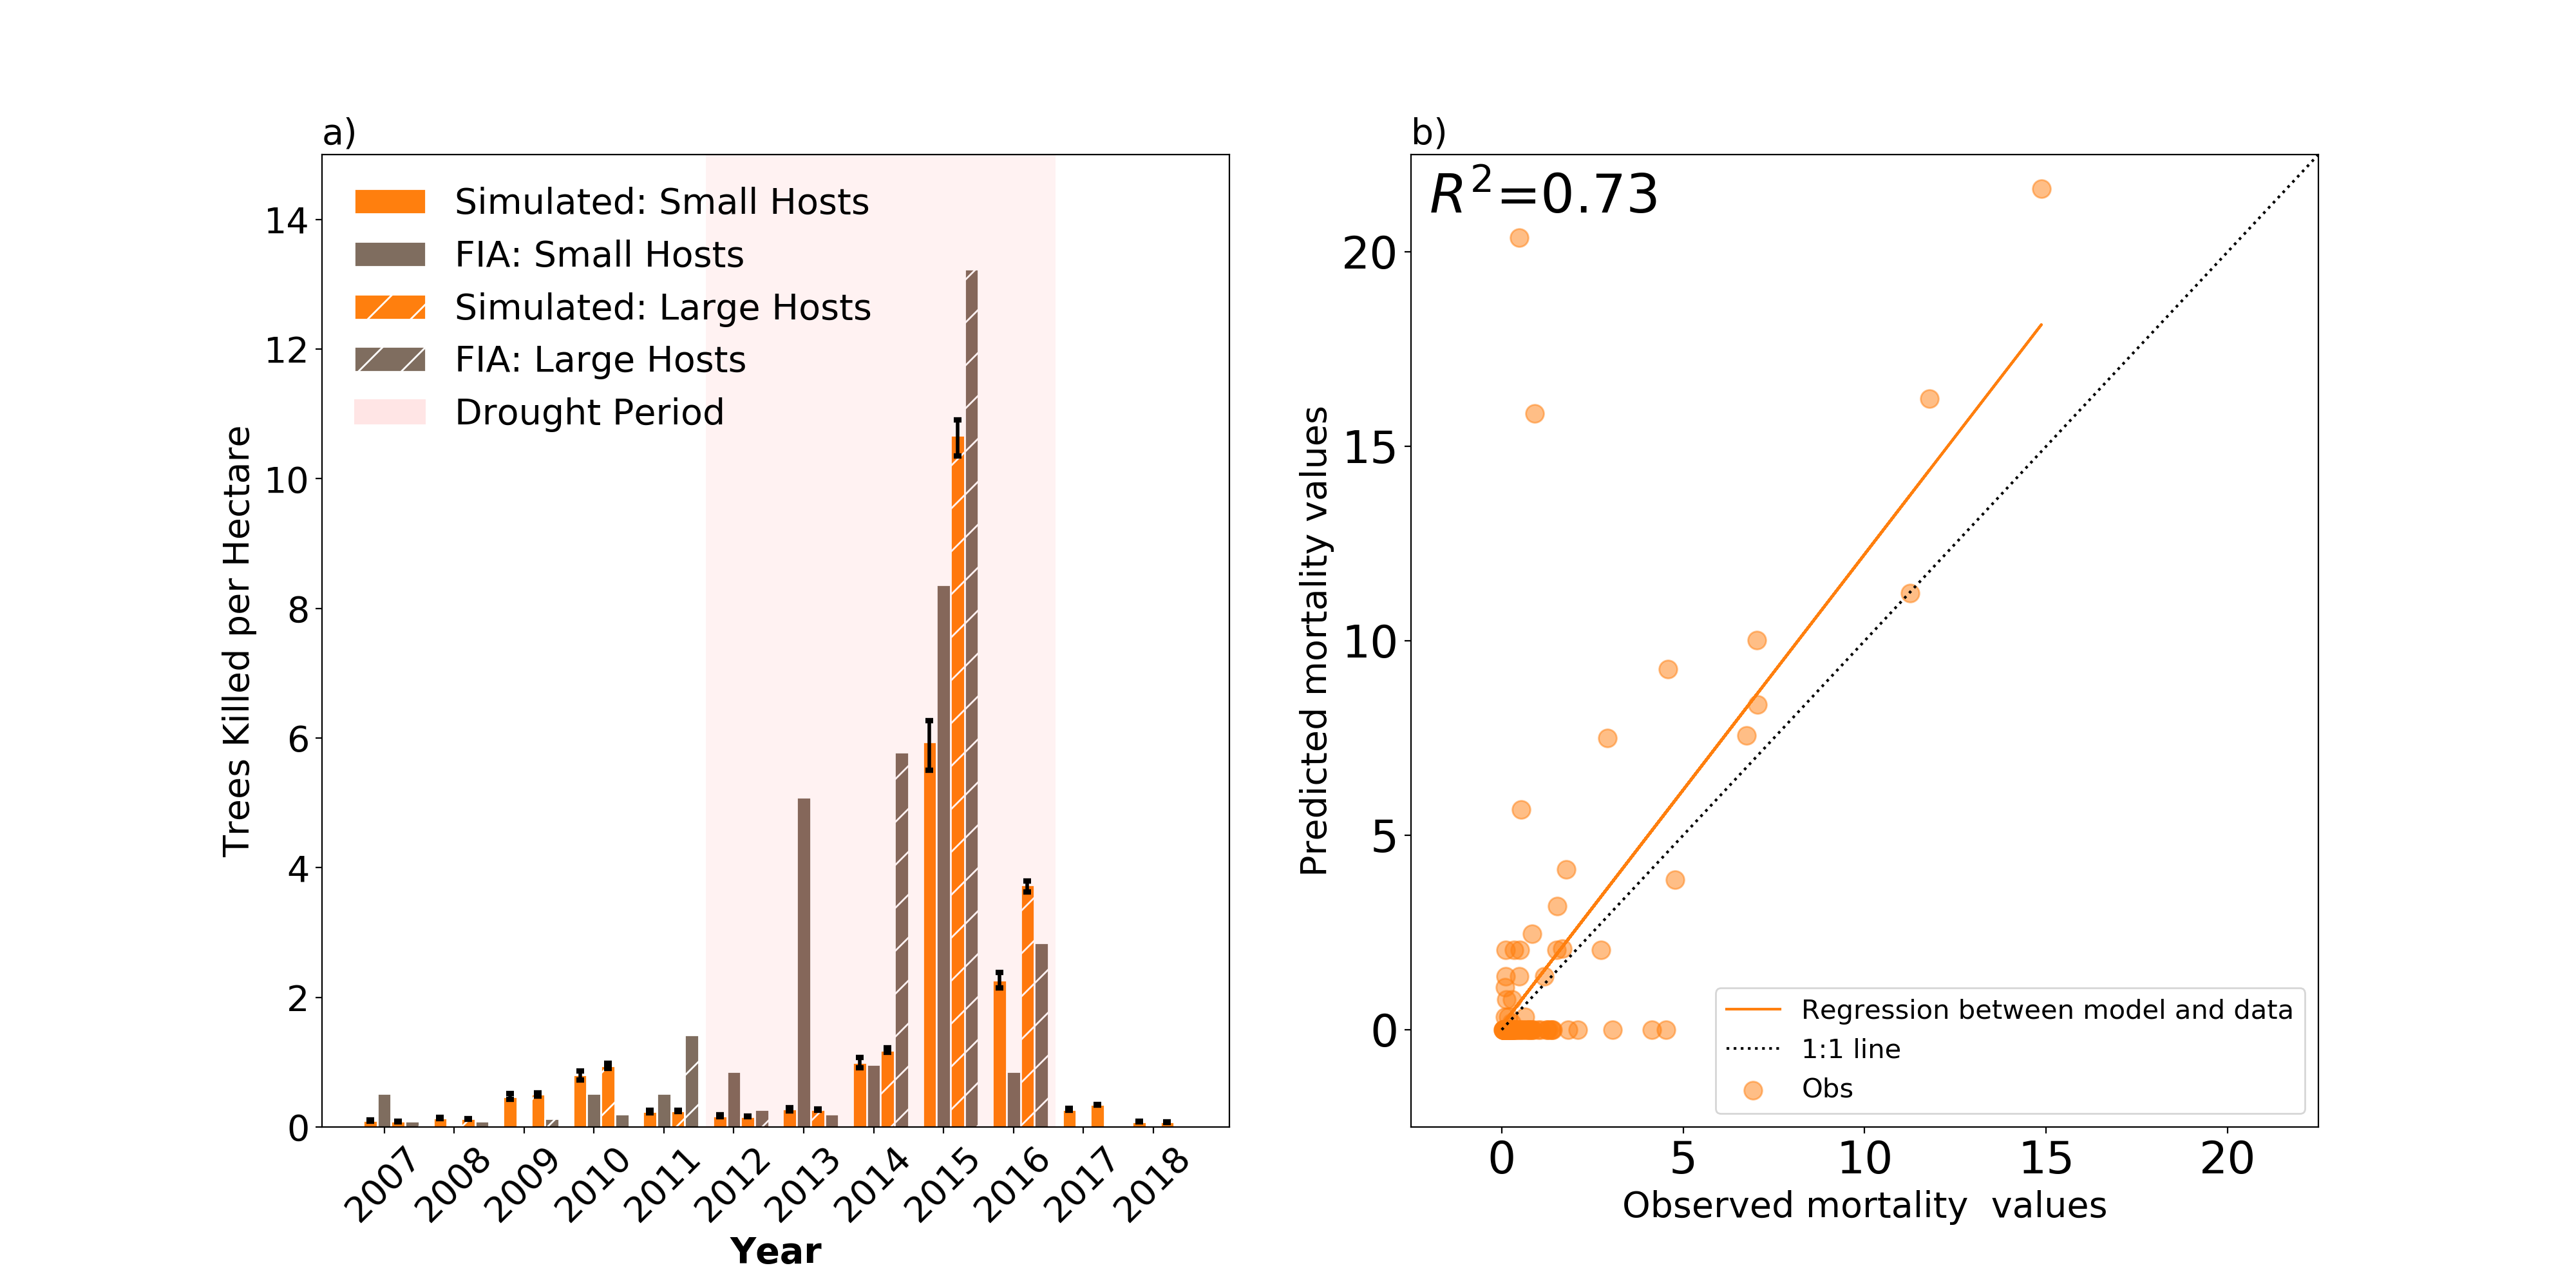 a)
Simulated: Small Hosts
FIA: Small Hosts
Simulated: Large Hosts
FIA: Large Hosts
Drought Period
Trees Killed per Hectare
14
12
10
8
6
4
2
0
2007
2008
2009
2010
2011
2012
2013
2014
2015
2016
2017
2018
Year
b)
R²=0.73
Predicted mortality values
20
15
10
5
0
Regression between model and data
1:1 line
Obs
0
5
10
15
20
Observed mortality  values